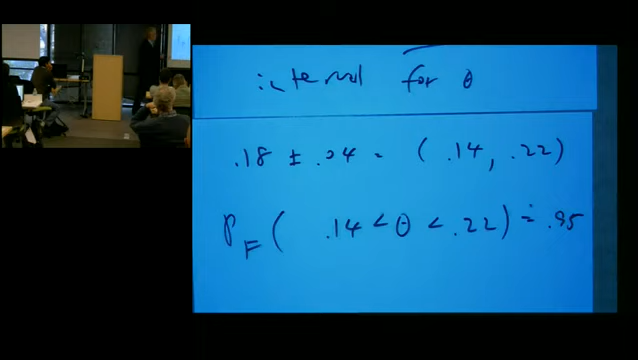 interval for θ
.18 ± .04 = (.14, .22)
P_F ( .14 < θ < .22) ≐ .95